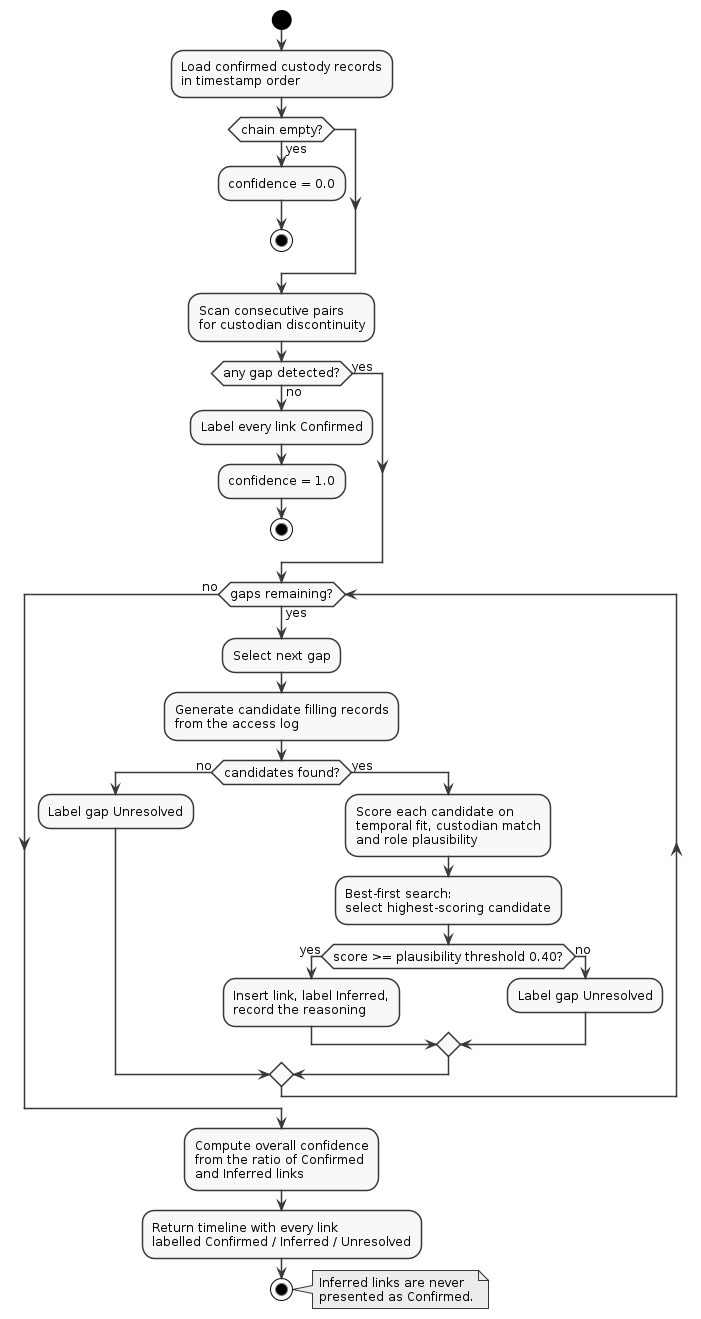 Load confirmed custody records
in timestamp order
chain empty?
yes
confidence = 0.0
Scan consecutive pairs
for custodian discontinuity
any gap detected?
yes
no
Label every link Confirmed
confidence = 1.0
no
gaps remaining?
yes
Select next gap
Generate candidate filling records
from the access log
no
candidates found?
yes
Label gap Unresolved
Score each candidate on
temporal fit, custodian match
and role plausibility
Best-first search:
select highest-scoring candidate
yes
score >= plausibility threshold 0.40?
no
Insert link, label Inferred,
record the reasoning
Label gap Unresolved
Compute overall confidence
from the ratio of Confirmed
and Inferred links
Return timeline with every link
labelled Confirmed / Inferred / Unresolved
Inferred links are never
presented as Confirmed.